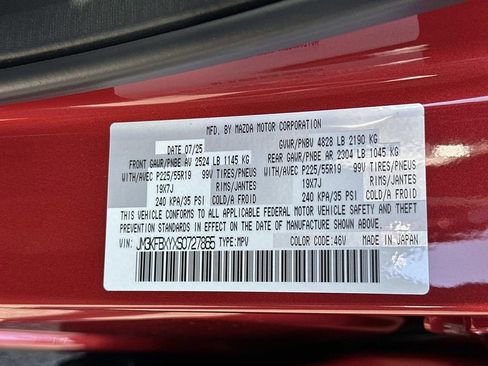 MFD. BY MAZDA MOTOR CORPORATION
DATE 07/25 GVWR/PNBV 4828 LB 2190 KG
FRONT GAWR/PNBE AV 2524 LB 1145 KG REAR GAWR/PNBE AR 2304 LB 1045 KG
WITH/AVEC P225/55R19 99V TIRES/PNEUS WITH/AVEC P225/55R19 99V TIRES/PNEUS
19X7J RIMS/JANTES 19X7J RIMS/JANTES
240 KPA/35 PSI COLD/A FROID 240 KPA/35 PSI COLD/A FROID
THIS VEHICLE CONFORMS TO ALL APPLICABLE FEDERAL MOTOR VEHICLE SAFETY AND THEFT PREVENTION
STANDARDS IN EFFECT ON THE DATE OF MANUFACTURE SHOWN ABOVE.
VIN: TYPE: MPV COLOR CODE: 46V MADE IN JAPAN